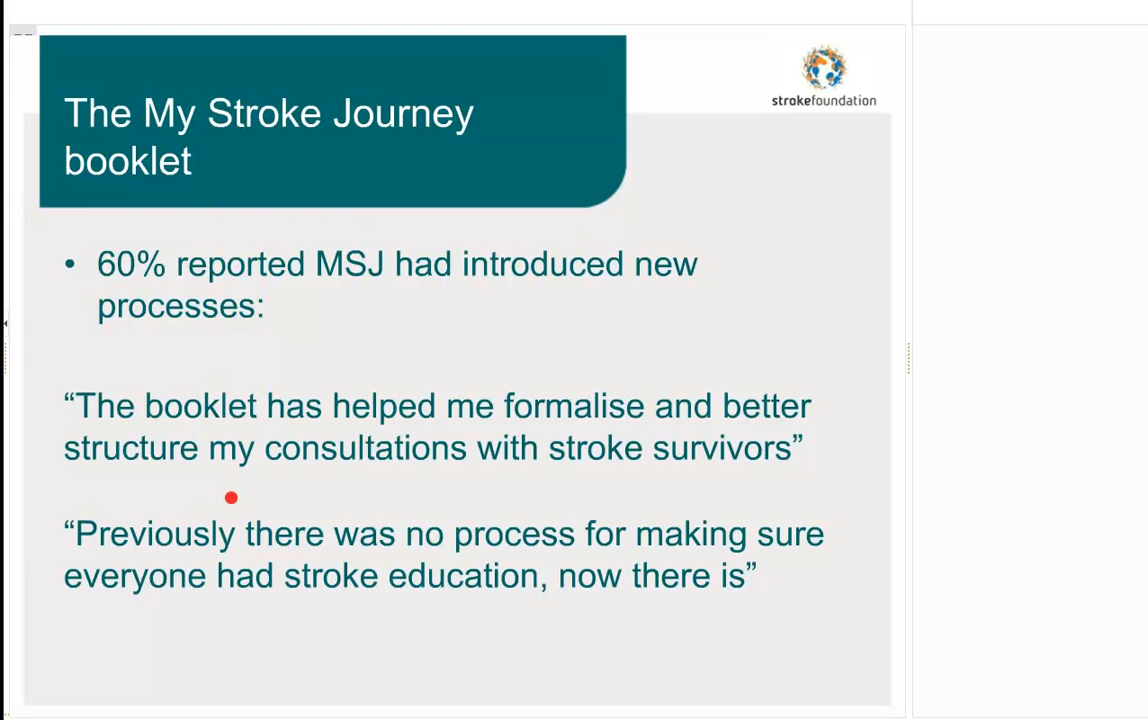 strokefoundation
The My Stroke Journey
booklet
• 60% reported MSJ had introduced new
processes:
“The booklet has helped me formalise and better
structure my consultations with stroke survivors”
“Previously there was no process for making sure
everyone had stroke education, now there is”